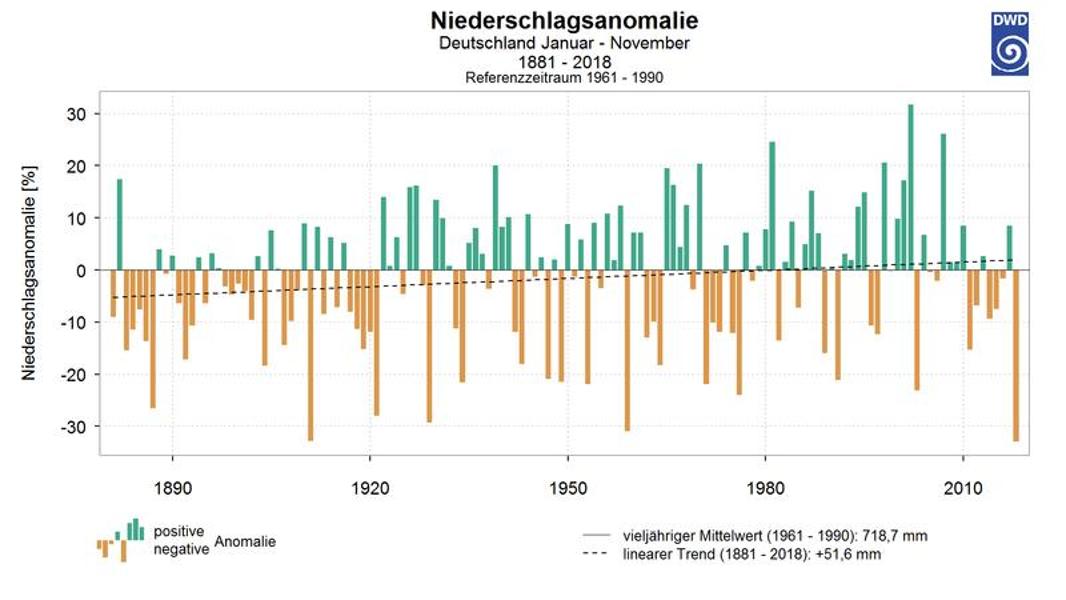 Niederschlagsanomalie
Deutschland Januar - November
1881 - 2018
Referenzzeitraum 1961 - 1990
DWD
Niederschlagsanomalie [%]
30
20
10
0
-10
-20
-30
1890 1920 1950 1980 2010
positive
negative Anomalie
vieljähriger Mittelwert (1961 - 1990): 718,7 mm
linearer Trend (1881 - 2018): +51,6 mm